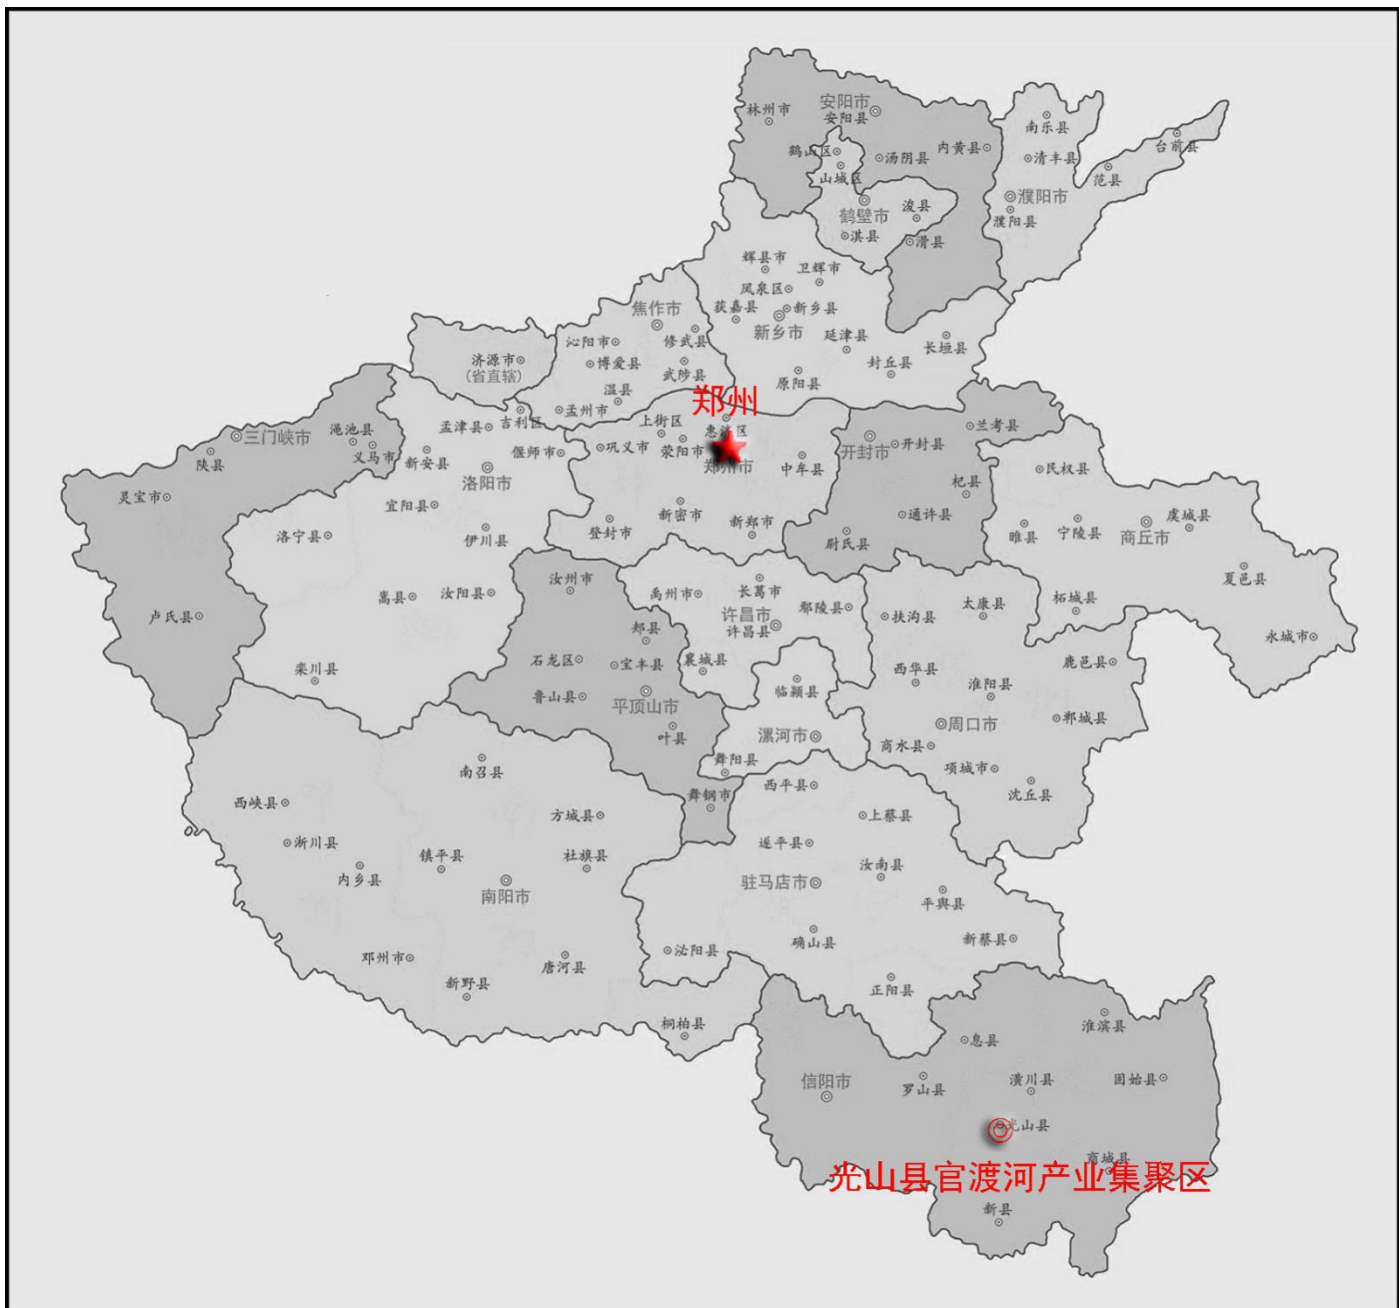 林州市
安阳市
安阳县
鹤山区
山城区
汤阴县
内黄县
南乐县
清丰县
濮阳市
濮阳县
范县
台前县
鹤壁市
浚县
淇县
滑县
辉县市
卫辉市
凤泉区
获嘉县
新乡县
新乡市
延津县
长垣县
封丘县
原阳县
焦作市
沁阳市
修武县
博爱县
武陟县
温县
孟州市
济源市
(省直辖)
三门峡市
渑池县
义马市
陕县
灵宝市
卢氏县
孟津县
吉利区
新安县
偃师市
洛阳市
宜阳县
洛宁县
伊川县
嵩县
汝阳县
栾川县
郑州
上街区
惠济区
巩义市
荥阳市
郑州市
中牟县
新密市
登封市
新郑市
开封市
开封县
兰考县
杞县
通许县
尉氏县
民权县
睢县
宁陵县
商丘市
虞城县
夏邑县
柘城县
永城市
汝州市
郏县
石龙区
宝丰县
鲁山县
平顶山市
叶县
舞钢市
禹州市
长葛市
许昌市
许昌县
鄢陵县
襄城县
临颍县
漯河市
舞阳县
扶沟县
太康县
西华县
淮阳县
鹿邑县
周口市
郸城县
商水县
项城市
沈丘县
南召县
西峡县
方城县
淅川县
镇平县
社旗县
内乡县
南阳市
邓州市
唐河县
新野县
桐柏县
西平县
上蔡县
遂平县
汝南县
驻马店市
平舆县
确山县
新蔡县
泌阳县
正阳县
淮滨县
息县
信阳市
罗山县
潢川县
固始县
光山县
商城县
光山县官渡河产业集聚区
新县